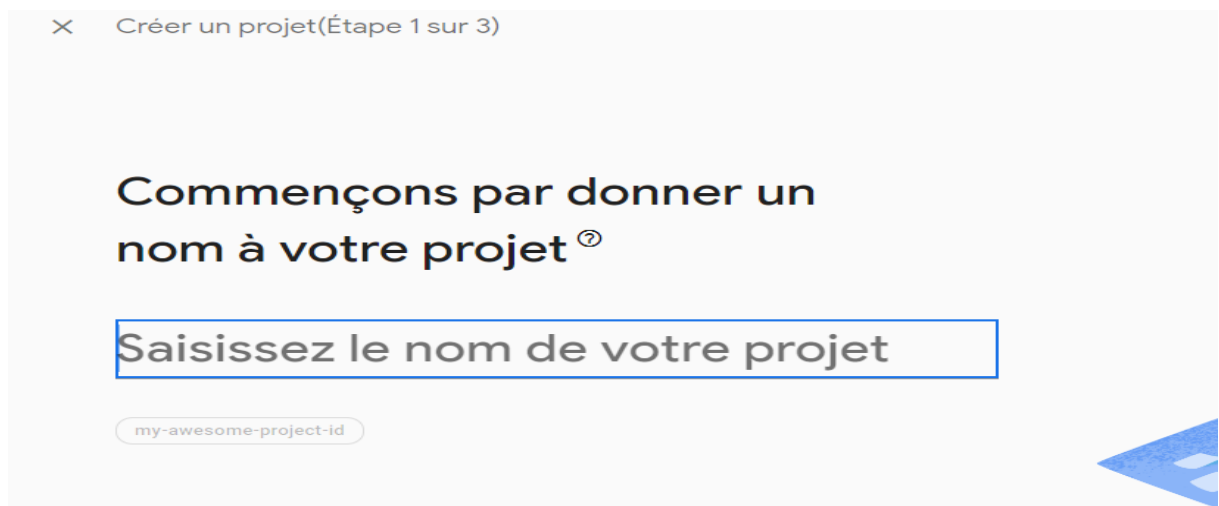 Créer un projet(Étape 1 sur 3)
Commençons par donner un
nom à votre projet
Saisissez le nom de votre projet
my-awesome-project-id